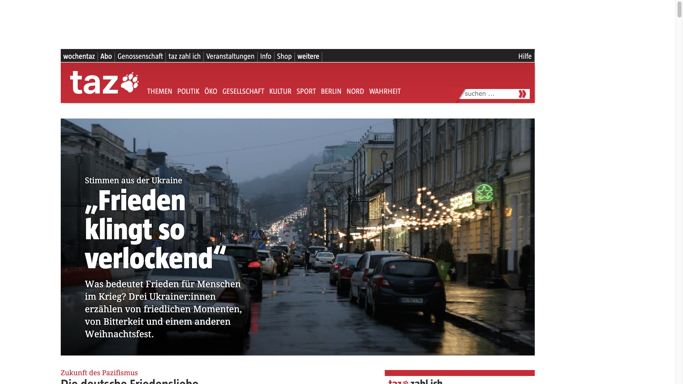 wochentaz Abo Genossenschaft taz zahl ich Veranstaltungen Info Shop weitere Hilfe
taz
THEMEN POLITIK ÖKO GESELLSCHAFT KULTUR SPORT BERLIN NORD WAHRHEIT suchen ...
Stimmen aus der Ukraine
„Frieden
klingt so
verlockend“
Was bedeutet Frieden für Menschen
im Krieg? Drei Ukrainer:innen
erzählen von friedlichen Momenten,
von Bitterkeit und einem anderen
Weihnachtsfest.
Zukunft des Pazifismus
Die deutsche Friedensliebe
taz zahl ich